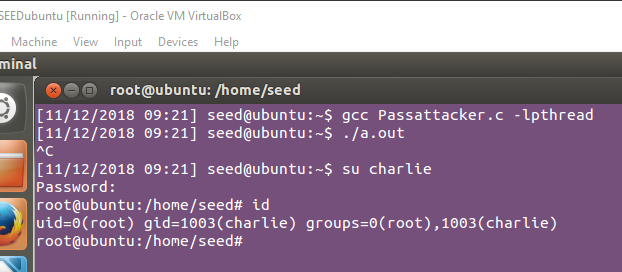 SEEDubuntu [Running] - Oracle VM VirtualBox
Machine View Input Devices Help
minal
root@ubuntu: /home/seed
[11/12/2018 09:21] seed@ubuntu:~$ gcc Passattacker.c -lpthread
[11/12/2018 09:21] seed@ubuntu:~$ ./a.out
^C
[11/12/2018 09:21] seed@ubuntu:~$ su charlie
Password:
root@ubuntu:/home/seed# id
uid=0(root) gid=1003(charlie) groups=0(root),1003(charlie)
root@ubuntu:/home/seed#